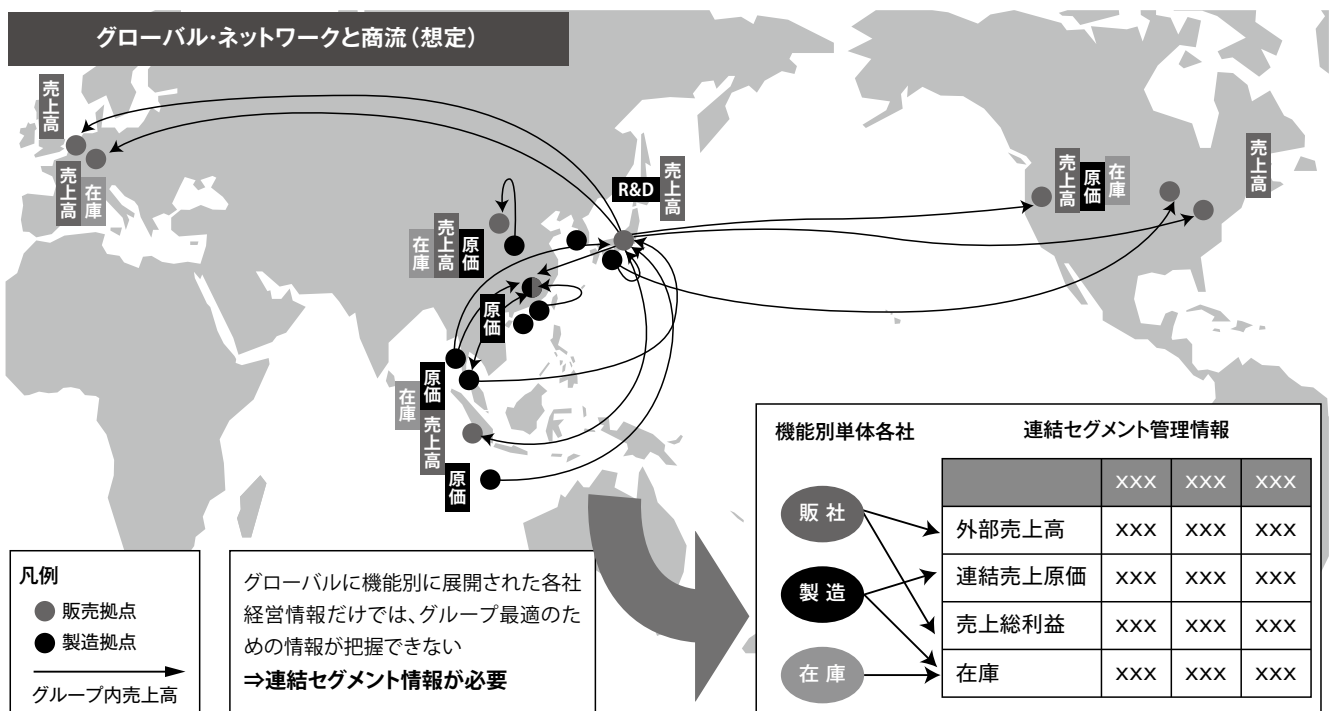 グローバル・ネットワークと商流（想定）
売上高
売上高
在庫
R&D
売上高
在庫
売上高
原価
原価
在庫
原価
売上高
原価
売上高
原価
在庫
売上高
凡例
販売拠点
製造拠点
グループ内売上高
グローバルに機能別に展開された各社
経営情報だけでは、グループ最適のた
めの情報が把握できない
⇒連結セグメント情報が必要
機能別単体各社
連結セグメント管理情報
販 社
製 造
在 庫
XXX XXX XXX
外部売上高 XXX XXX XXX
連結売上原価 XXX XXX XXX
売上総利益 XXX XXX XXX
在庫 XXX XXX XXX